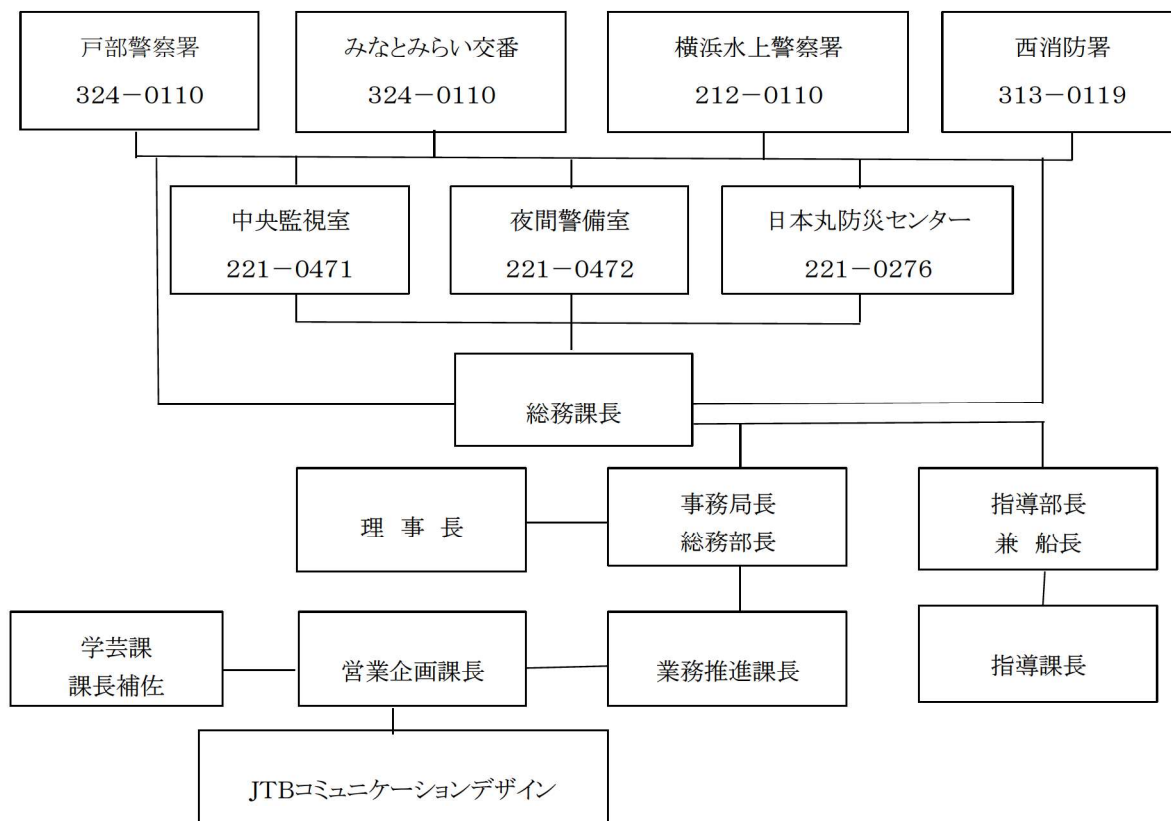 戸部警察署
324－0110
みなとみらい交番
324－0110
横浜水上警察署
212－0110
西消防署
313－0119
中央監視室
221－0471
夜間警備室
221－0472
日本丸防災センター
221－0276
総務課長
理 事 長
事務局長
総務部長
指導部長
兼 船長
学芸課
課長補佐
営業企画課長
業務推進課長
指導課長
JTBコミュニケーションデザイン